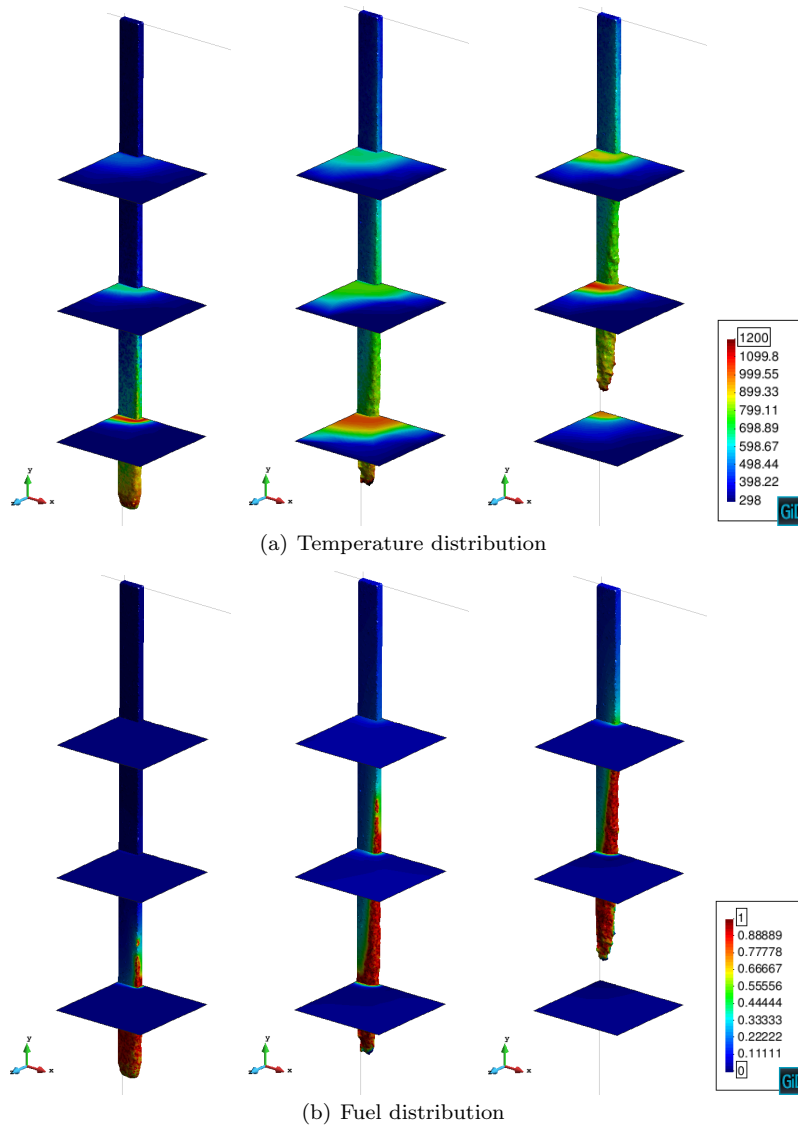 y
x
z
y
x
z
y
x
z
1200
1099.8
999.55
899.33
799.11
698.89
598.67
498.44
398.22
298
GiD
(a) Temperature distribution
y
x
z
y
x
z
y
x
z
1
0.88889
0.77778
0.66667
0.55556
0.44444
0.33333
0.22222
0.11111
0
GiD
(b) Fuel distribution